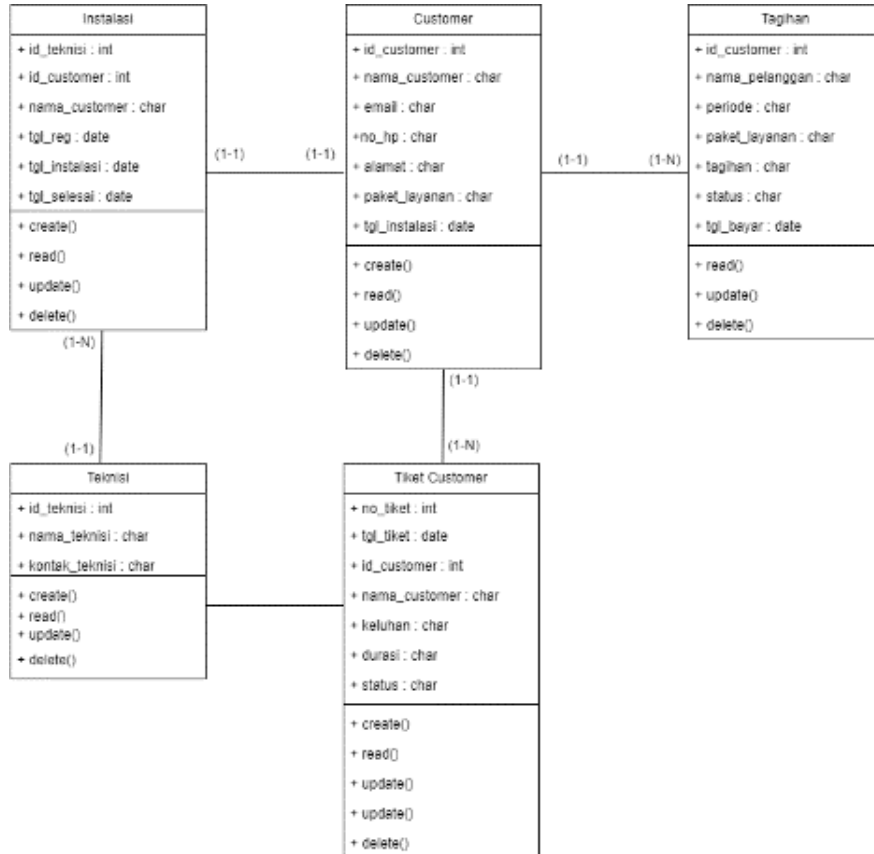 Instalasi
+ id_teknisi : int
+ id_customer : int
+ nama_customer : char
+ tgl_reg : date
+ tgl_instalasi : date
+ tgl_selesai : date
+ create()
+ read()
+ update()
+ delete()
(1-1)
(1-1)
Customer
+ id_customer : int
+ nama_customer : char
+ email : char
+no_hp : char
+ alamat : char
+ paket_layanan : char
+ tgl_instalasi : date
+ create()
+ read()
+ update()
+ delete()
(1-1)
(1-N)
Tagihan
+ id_customer : int
+ nama_pelanggan : char
+ periode : char
+ paket_layanan : char
+ tagihan : char
+ status : char
+ tgl_bayar : date
+ read()
+ update()
+ delete()
(1-N)
(1-1)
(1-1)
(1-N)
Teknisi
+ id_teknisi : int
+ nama_teknisi : char
+ kontak_teknisi : char
+ create()
+ read()
+ update()
+ delete()
Tiket Customer
+ no_tiket : int
+ tgl_tiket : date
+ id_customer : int
+ nama_customer : char
+ keluhan : char
+ durasi : char
+ status : char
+ create()
+ read()
+ update()
+ update()
+ delete()